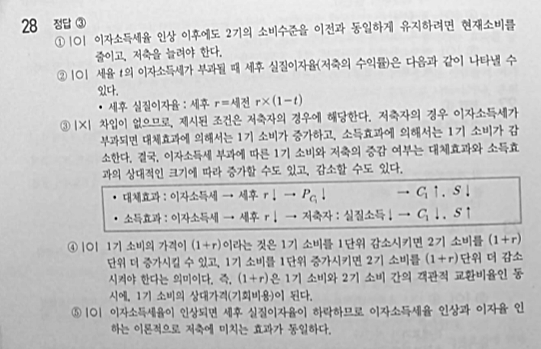 28 정답 ③
① |O| 이자소득세율 인상 이후에도 2기의 소비수준을 이전과 동일하게 유지하려면 현재소비를
줄이고, 저축을 늘려야 한다.
② |O| 세율 t의 이자소득세가 부과될 때 세후 실질이자율(저축의 수익률)은 다음과 같이 나타낼 수
있다.
• 세후 실질이자율 : 세후 r=세전 r×(1-t)
③ |X| 차입이 없으므로, 제시된 조건은 저축자의 경우에 해당한다. 저축자의 경우 이자소득세가
부과되면 대체효과에 의해서는 1기 소비가 증가하고, 소득효과에 의해서는 1기 소비가 감
소한다. 결국, 이자소득세 부과에 따른 1기 소비와 저축의 증감 여부는 대체효과와 소득효
과의 상대적인 크기에 따라 증가할 수도 있고, 감소할 수도 있다.
• 대체효과 : 이자소득세 → 세후 r↓ → P_{C₁}↓ → C₁↑, S↓
• 소득효과 : 이자소득세 → 세후 r↓ → 저축자 : 실질소득↓ → C₁↓, S↑
④ |O| 1기 소비의 가격이 (1+r)이라는 것은 1기 소비를 1단위 감소시키면 2기 소비를 (1+r)
단위 더 증가시킬 수 있고, 1기 소비를 1단위 증가시키면 2기 소비를 (1+r)단위 더 감소
시켜야 한다는 의미이다. 즉, (1+r)은 1기 소비와 2기 소비 간의 객관적 교환비율인 동
시에, 1기 소비의 상대가격(기회비용)이 된다.
⑤ |O| 이자소득세율이 인상되면 세후 실질이자율이 하락하므로 이자소득세율 인상과 이자율 인
하는 이론적으로 저축에 미치는 효과가 동일하다.